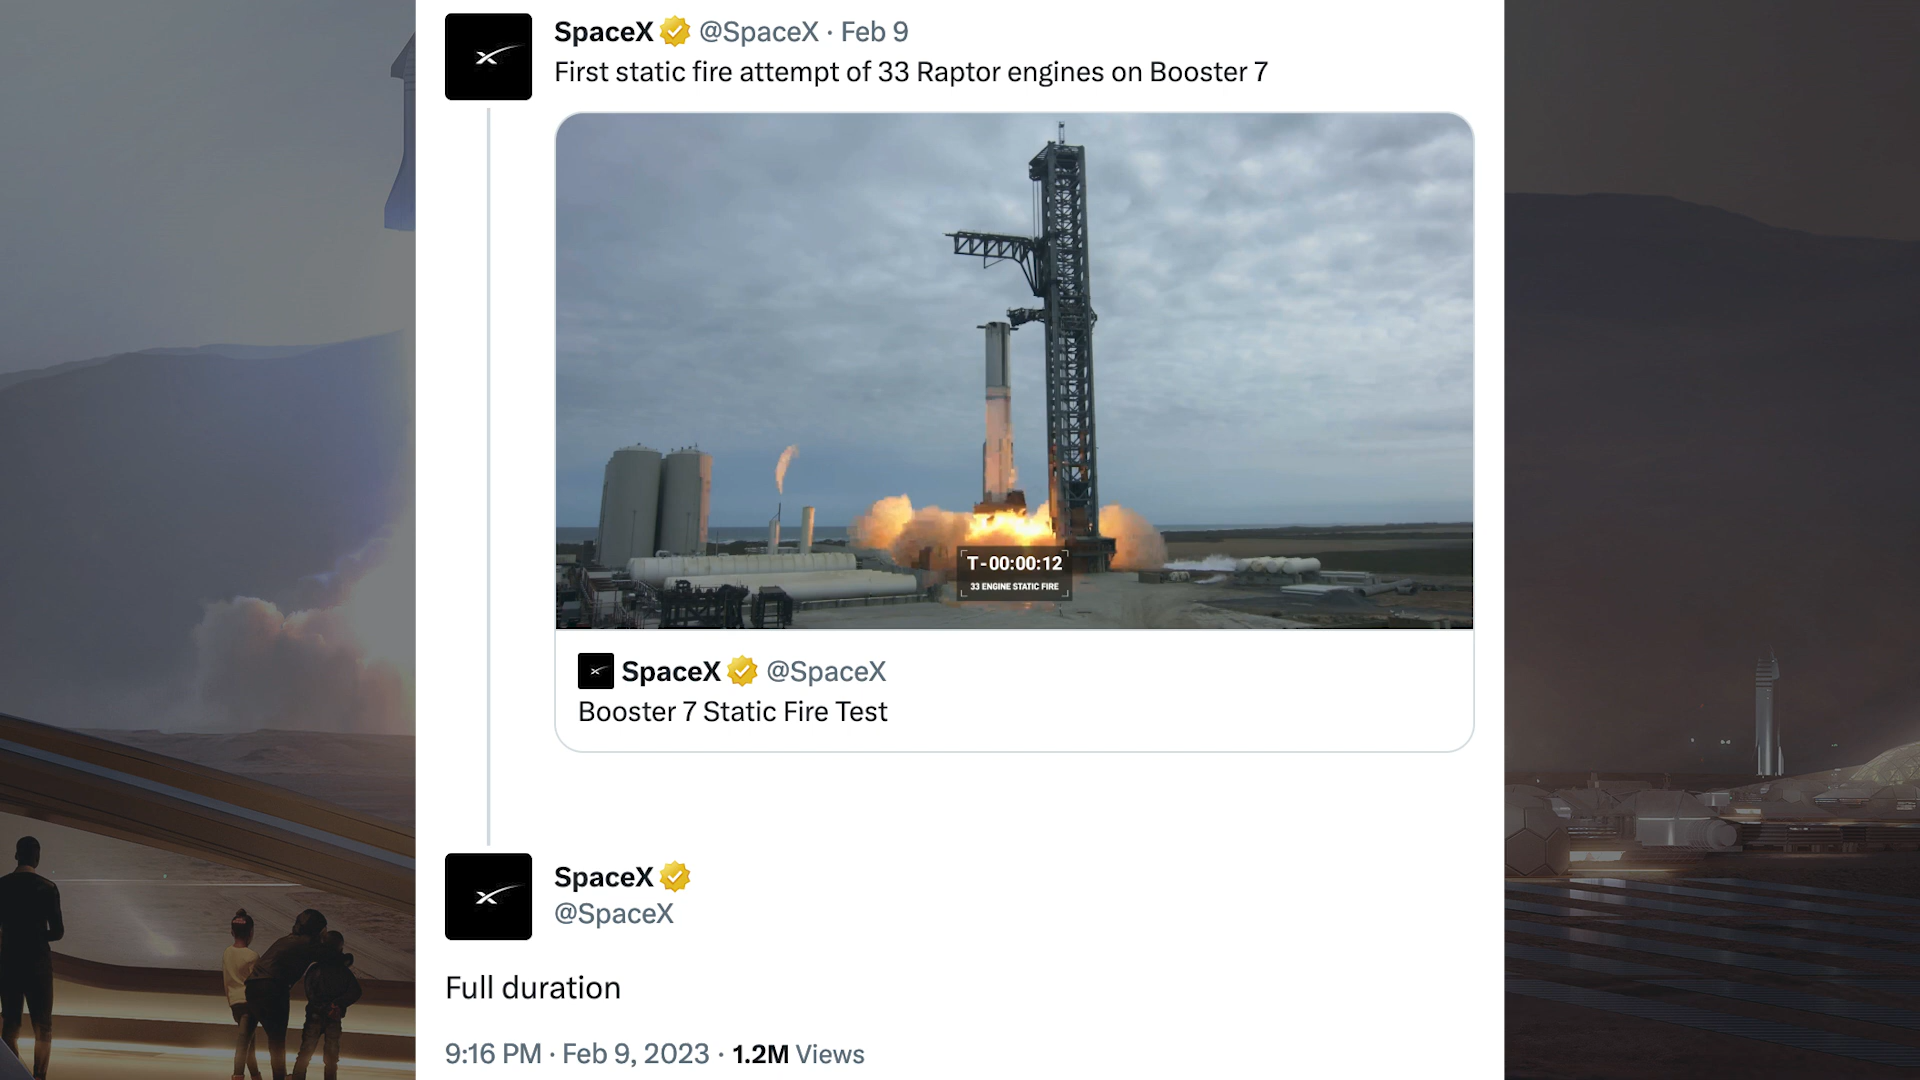 SpaceX @SpaceX · Feb 9
First static fire attempt of 33 Raptor engines on Booster 7
T-00:00:12
33 ENGINE STATIC FIRE
SpaceX @SpaceX
Booster 7 Static Fire Test
SpaceX
@SpaceX
Full duration
9:16 PM · Feb 9, 2023 · 1.2M Views